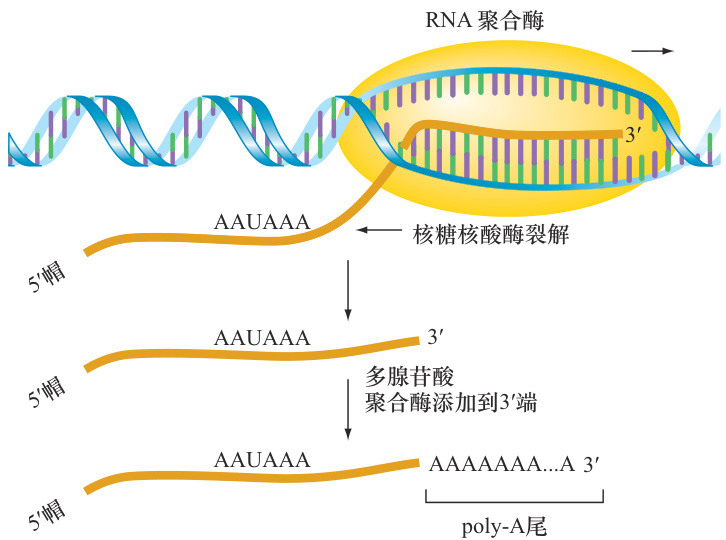 RNA 聚合酶
3′
AAUAAA
核糖核酸酶裂解
5′帽
AAUAAA
3′
5′帽
多腺苷酸
聚合酶添加到3′端
AAUAAA
AAAAAAA...A 3′
5′帽
poly-A尾